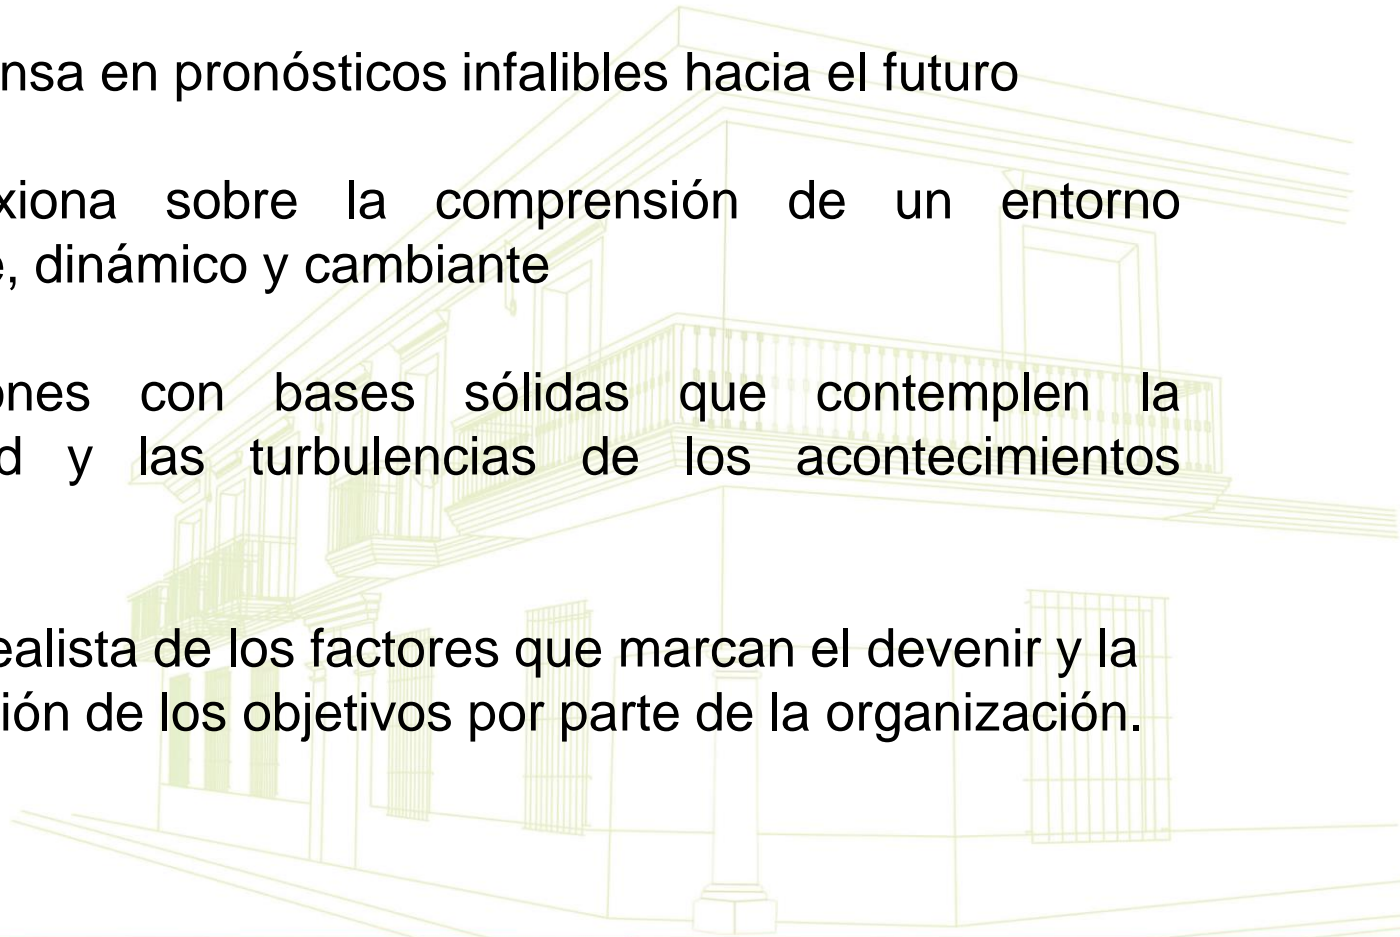 nsa en pronósticos infalibles hacia el futuro
xiona sobre la comprensión de un entorno
, dinámico y cambiante
ones con bases sólidas que contemplen la
d y las turbulencias de los acontecimientos
ealista de los factores que marcan el devenir y la
ión de los objetivos por parte de la organización.